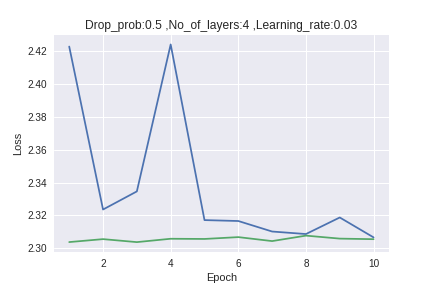 Drop_prob:0.5 ,No_of_layers:4 ,Learning_rate:0.03
2.42
2.40
2.38
2.36
2.34
2.32
2.30
Loss
2 4 6 8 10
Epoch